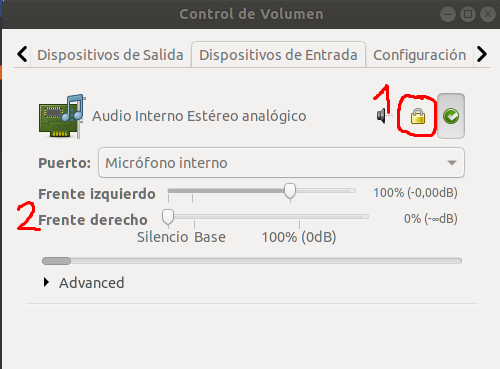 Control de Volumen
Dispositivos de Salida Dispositivos de Entrada Configuración
1
Audio Interno Estéreo analógico
Puerto: Micrófono interno
Frente izquierdo 100% (-0,00dB)
2 Frente derecho 0% (-∞dB)
Silencio Base 100% (0dB)
Advanced